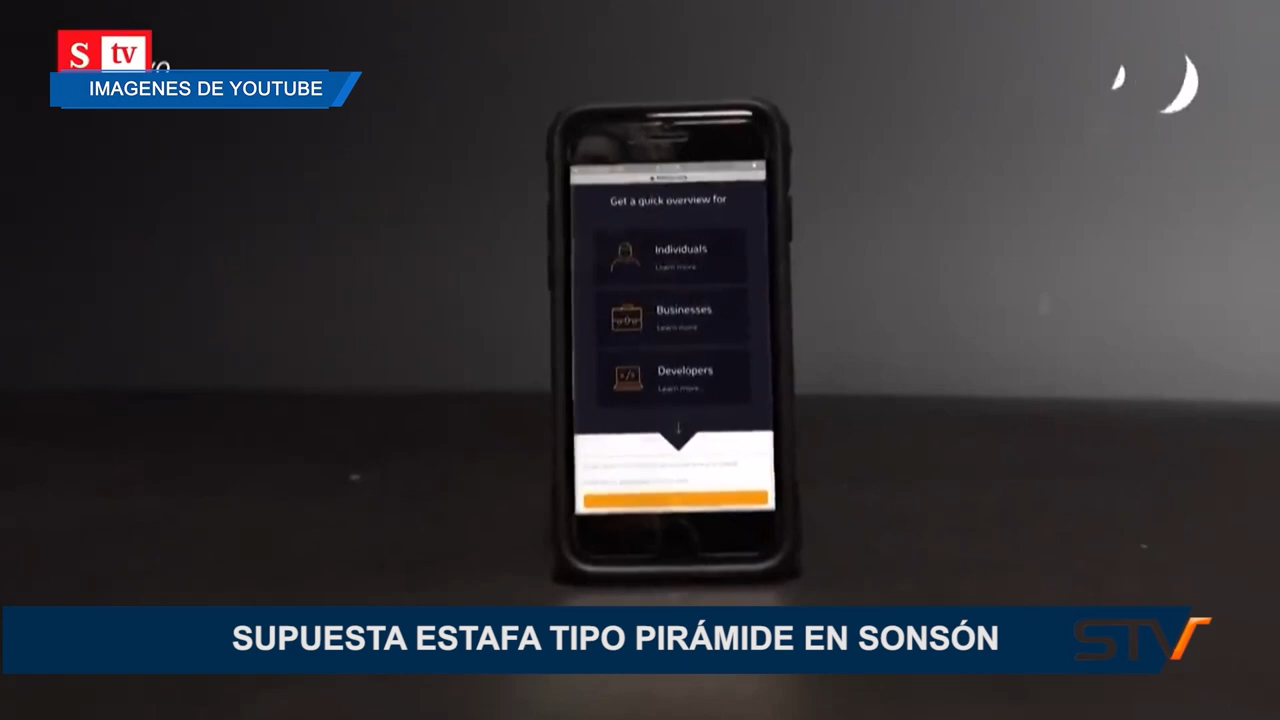 S tv
IMAGENES DE YOUTUBE
Get a quick overview for
Individuals
Learn more
Businesses
Learn more
Developers
Learn more
SUPUESTA ESTAFA TIPO PIRÁMIDE EN SONSÓN
STV